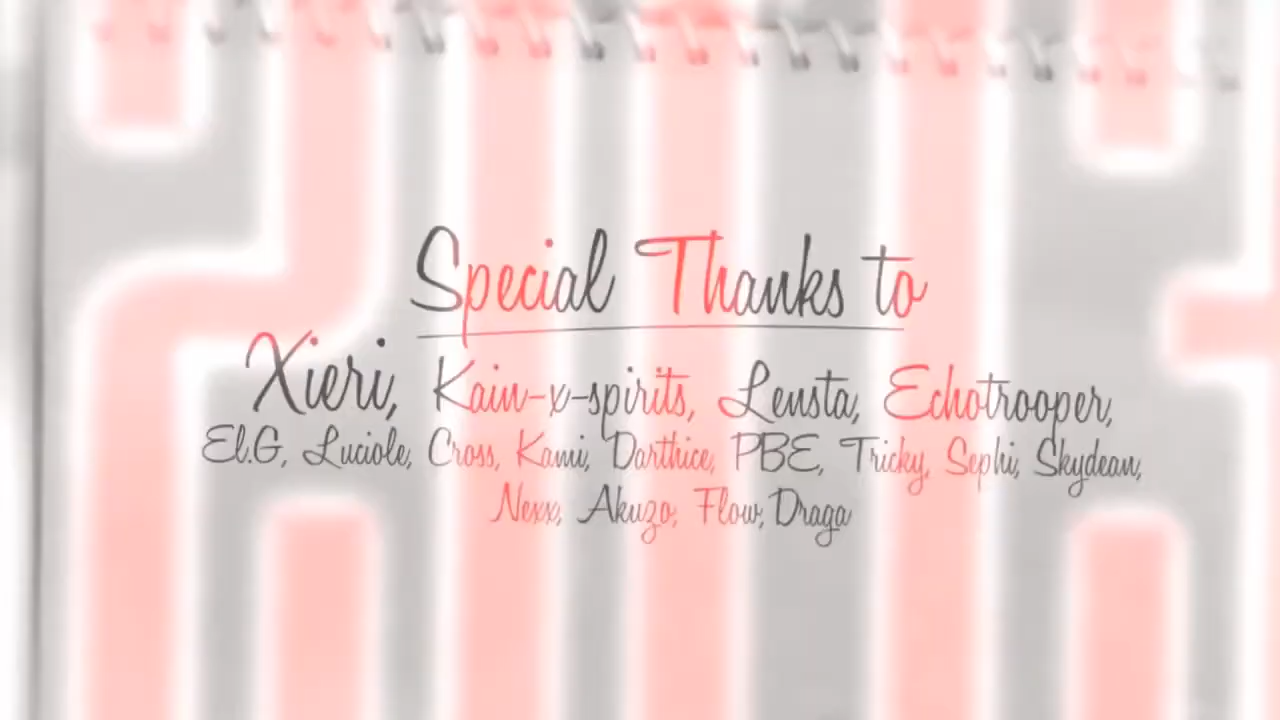 Special Thanks to
Xieri, Kain-x-spirits, Lensta, Echotrooper,
El.G, Luciole, Cross, Kami, Darthice, PBE, Tricky, Sephi, Skydean,
Nexx, Akuzo, Flow, Draga